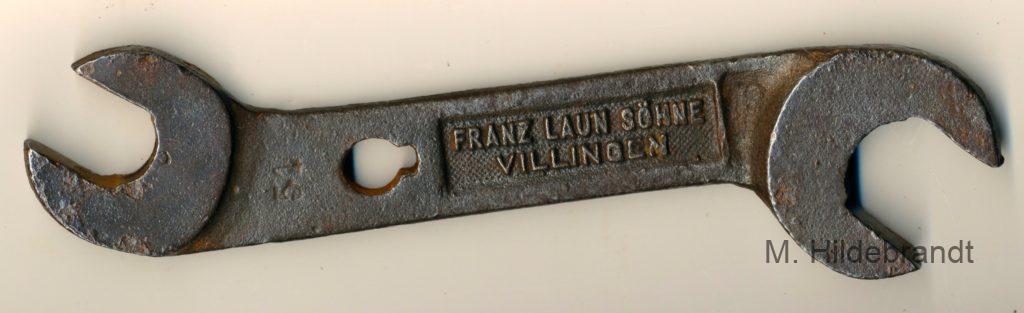 FRANZ LAUN SÖHNE
VILLINGEN
M. Hildebrandt